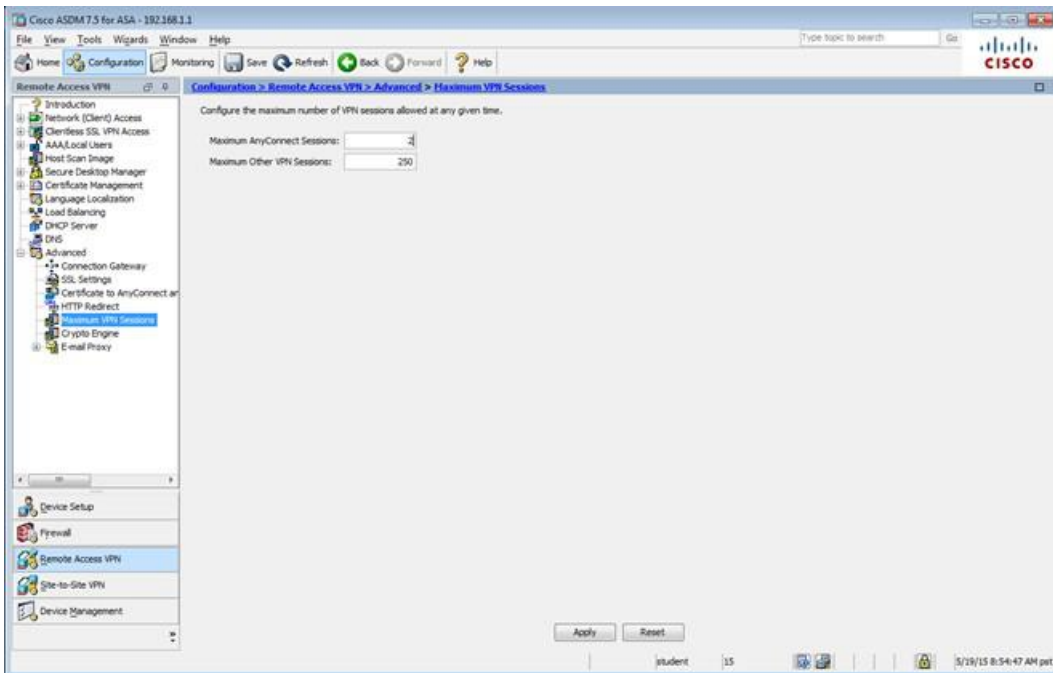 Cisco ASDM 7.5 for ASA - 192.168.1.1
File View Tools Wizards Window Help
Type topic to search Go
Home Configuration Monitoring Save Refresh Back Forward Help
CISCO
Remote Access VPN
Configuration > Remote Access VPN > Advanced > Maximum VPN Sessions
Introduction
Network (Client) Access
Clientless SSL VPN Access
AAA/Local Users
Host Scan Image
Secure Desktop Manager
Certificate Management
Language Localization
Load Balancing
DHCP Server
DNS
Advanced
Connection Gateway
SSL Settings
Certificate to AnyConnect ar
HTTP Redirect
Maximum VPN Sessions
Crypto Engine
E-mail Proxy
Configure the maximum number of VPN sessions allowed at any given time.
Maximum AnyConnect Sessions: 2
Maximum Other VPN Sessions: 250
Device Setup
Firewall
Remote Access VPN
Site-to-Site VPN
Device Management
Apply Reset
student 15 5/19/15 8:54:47 AM pst